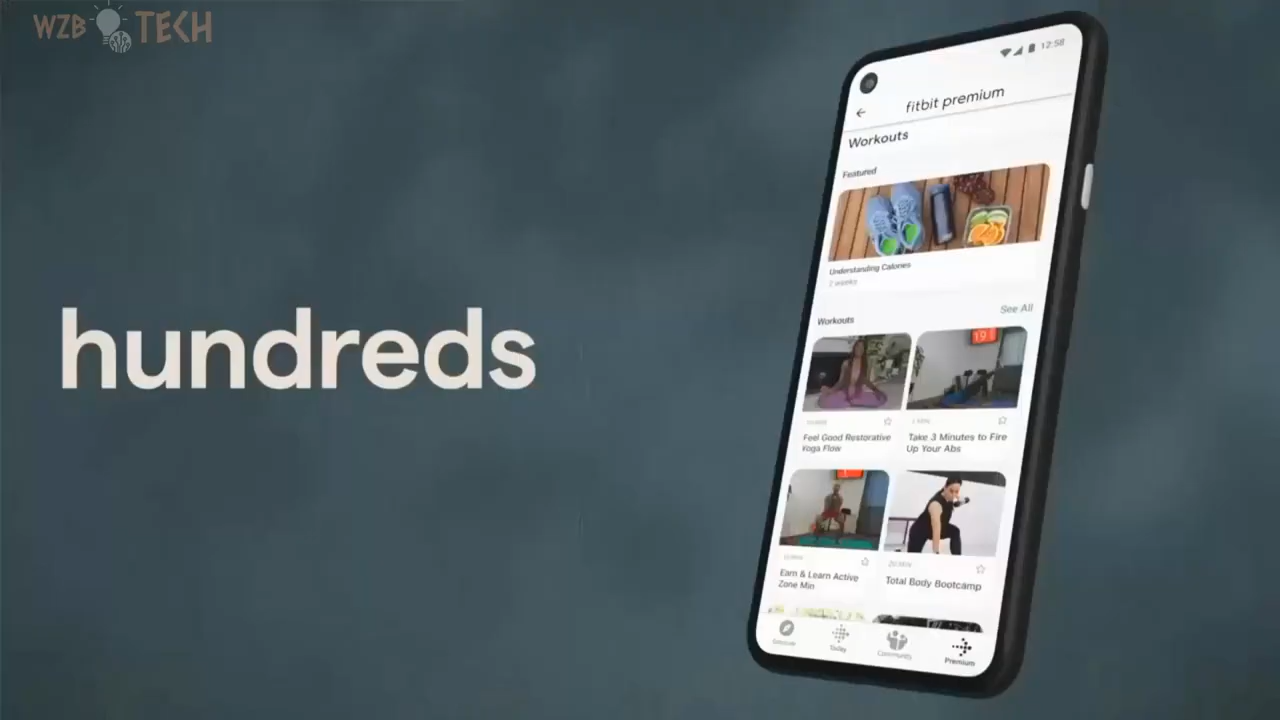 WZB TECH
hundreds
12:58
fitbit premium
Workouts
Featured
Understanding Calories
2 weeks
See All
Workouts
Feel Good Restorative
Yoga Flow
Take 3 Minutes to Fire
Up Your Abs
Earn & Learn Active
Zone Min
20 MIN
Total Body Bootcamp
Today
Community
Premium